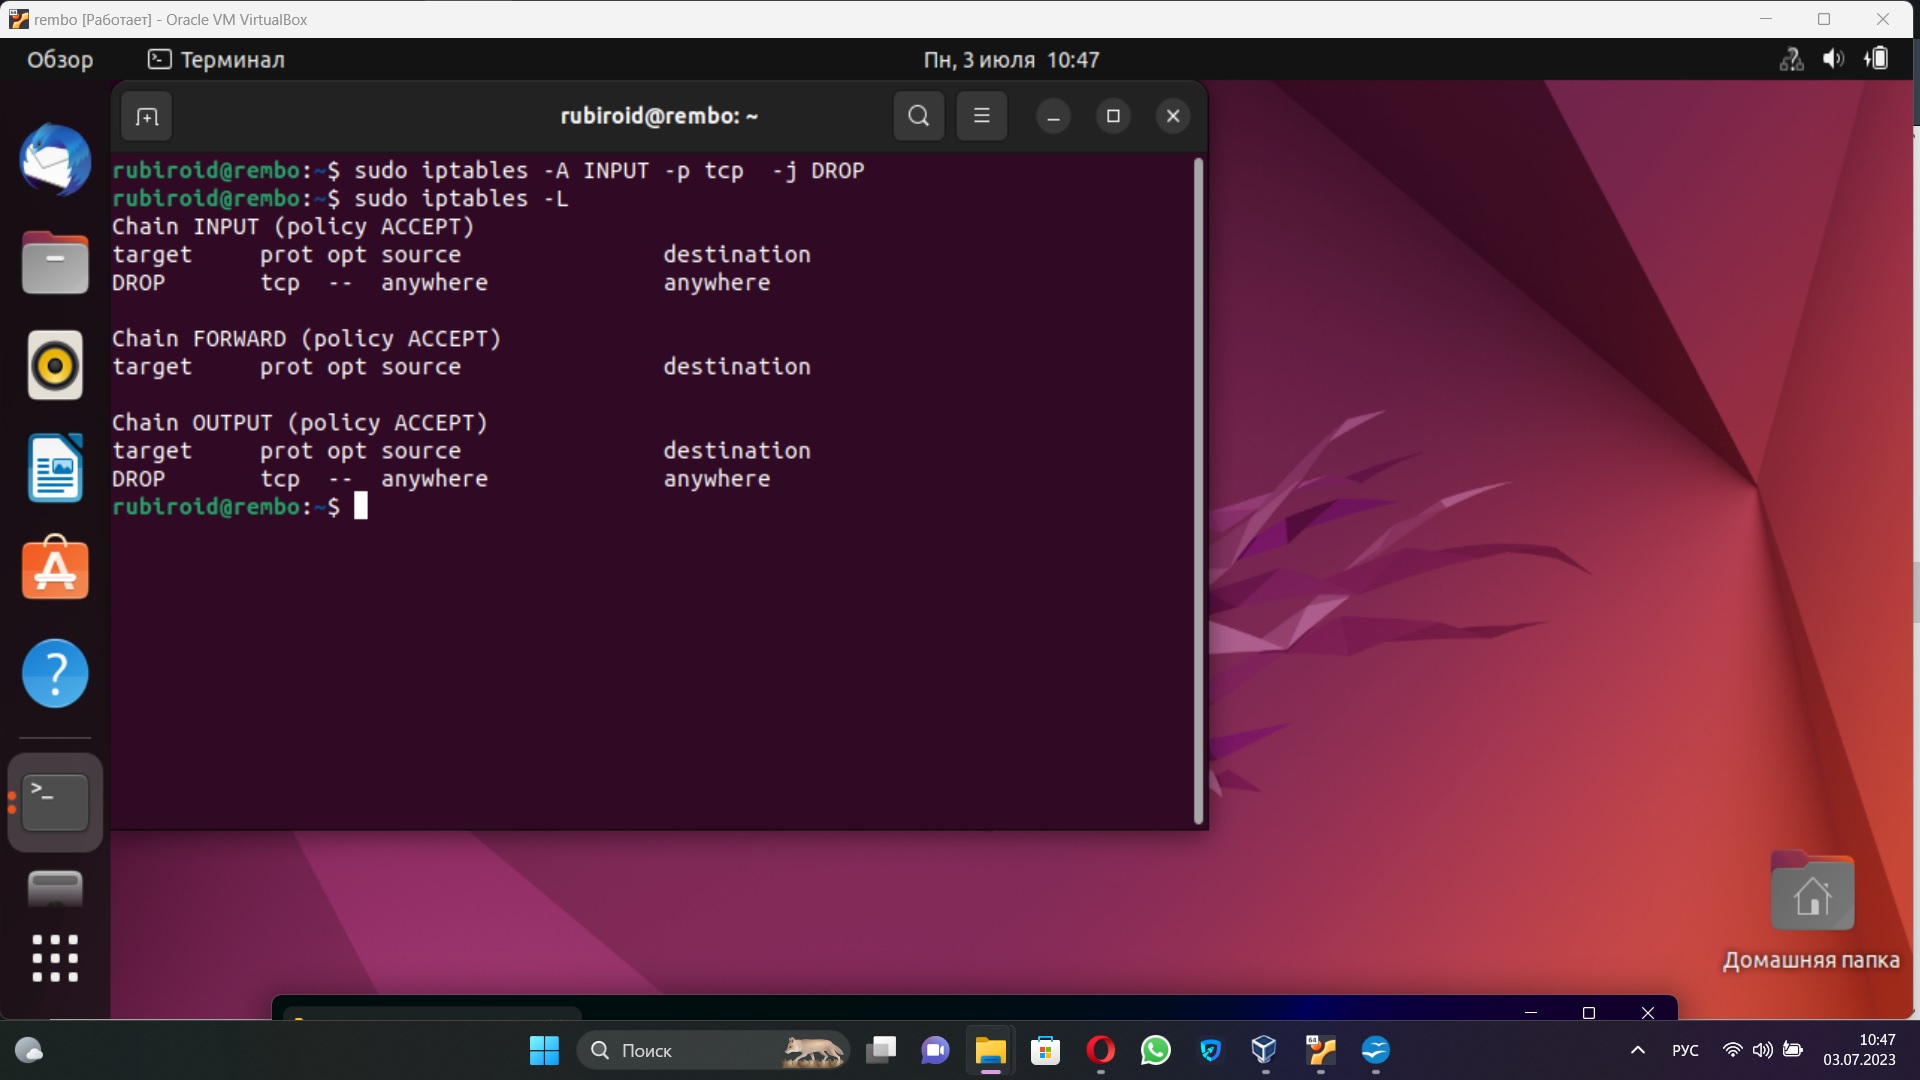 rembo [Работает] - Oracle VM VirtualBox
Обзор
Терминал
Пн, 3 июля 10:47
rubiroid@rembo: ~
rubiroid@rembo:~$ sudo iptables -A INPUT -p tcp  -j DROP
rubiroid@rembo:~$ sudo iptables -L
Chain INPUT (policy ACCEPT)
target     prot opt source               destination
DROP       tcp  --  anywhere             anywhere
Chain FORWARD (policy ACCEPT)
target     prot opt source               destination
Chain OUTPUT (policy ACCEPT)
target     prot opt source               destination
DROP       tcp  --  anywhere             anywhere
rubiroid@rembo:~$
Домашняя папка
Поиск
64
РУС
10:47
03.07.2023